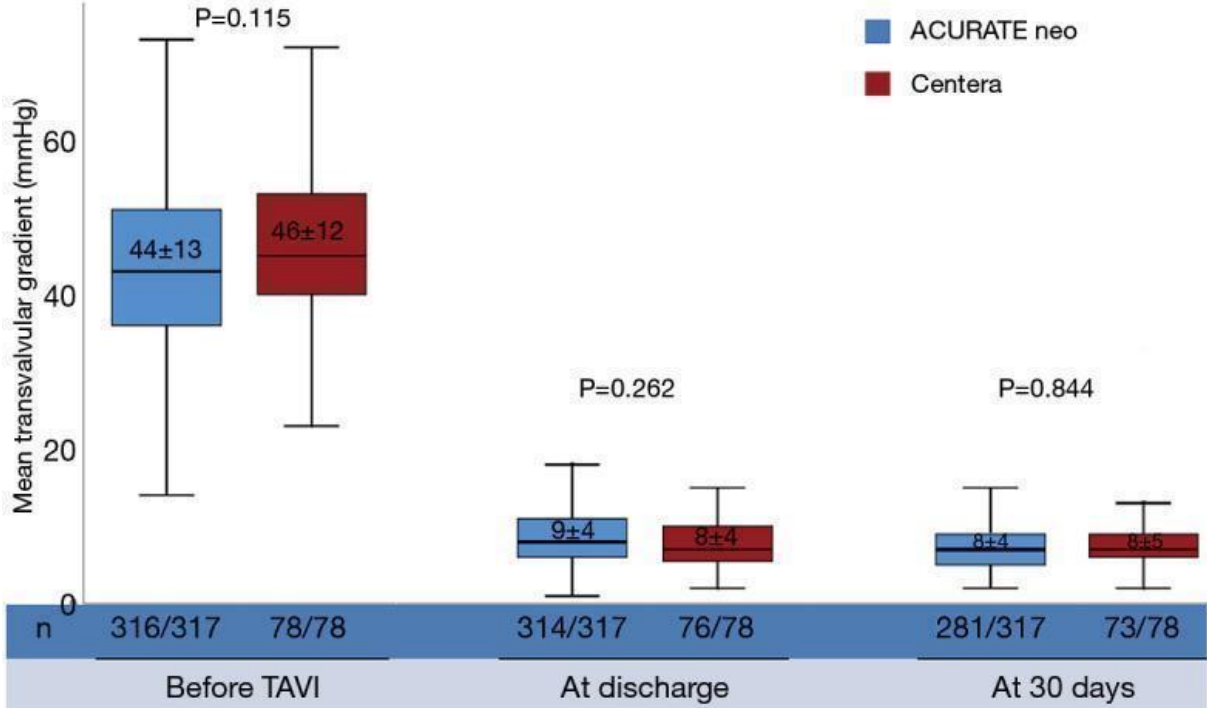 P=0.115
ACURATE neo
Centera
Mean transvalvular gradient (mmHg)
60
40
20
0
44±13
46±12
P=0.262
9±4
8±4
P=0.844
8±4
8±5
n 316/317 78/78 314/317 76/78 281/317 73/78
Before TAVI At discharge At 30 days